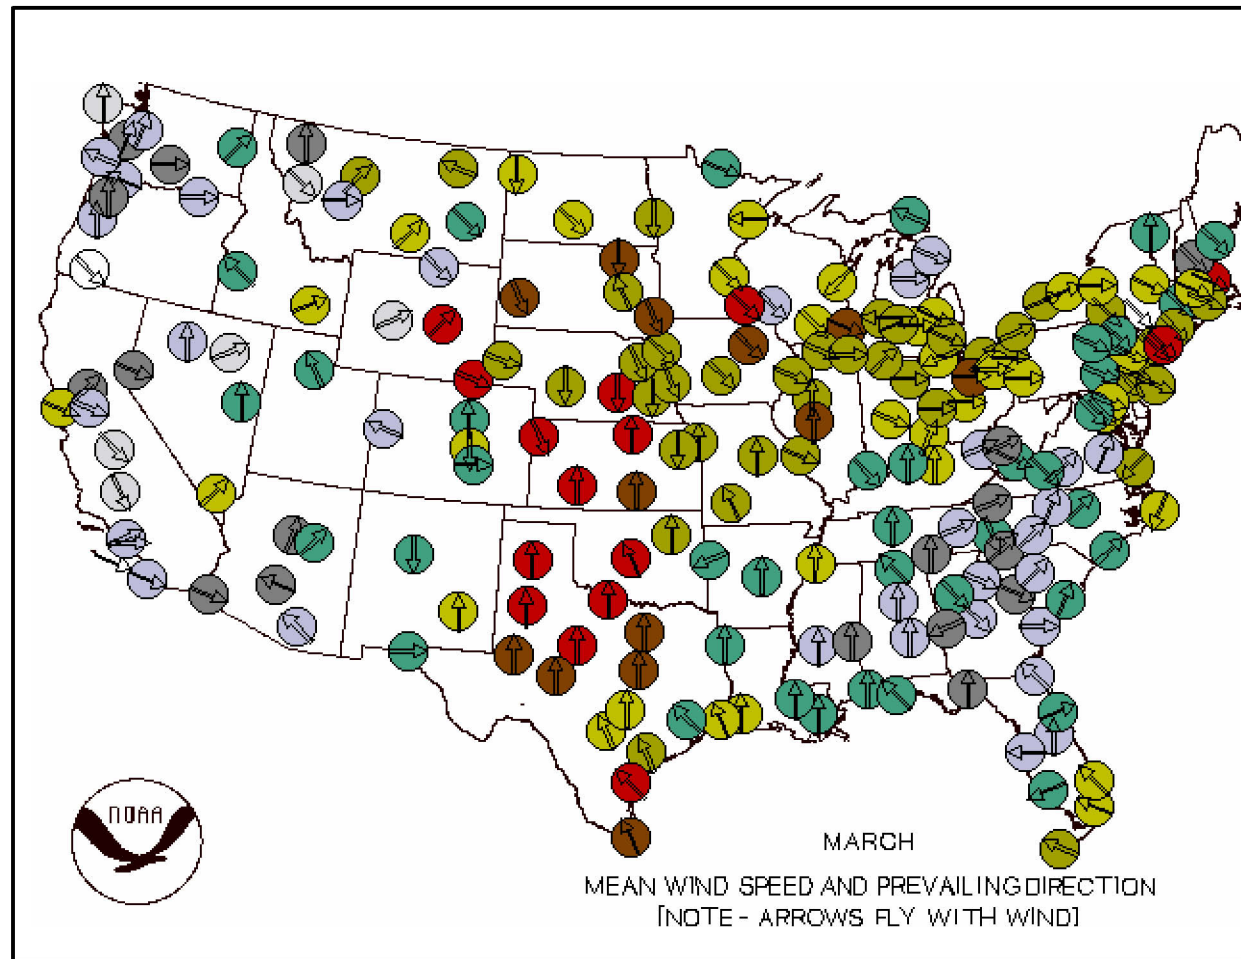 NOAA
MARCH
MEAN WIND SPEED AND PREVAILING DIRECTION
[NOTE - ARROWS FLY WITH WIND]